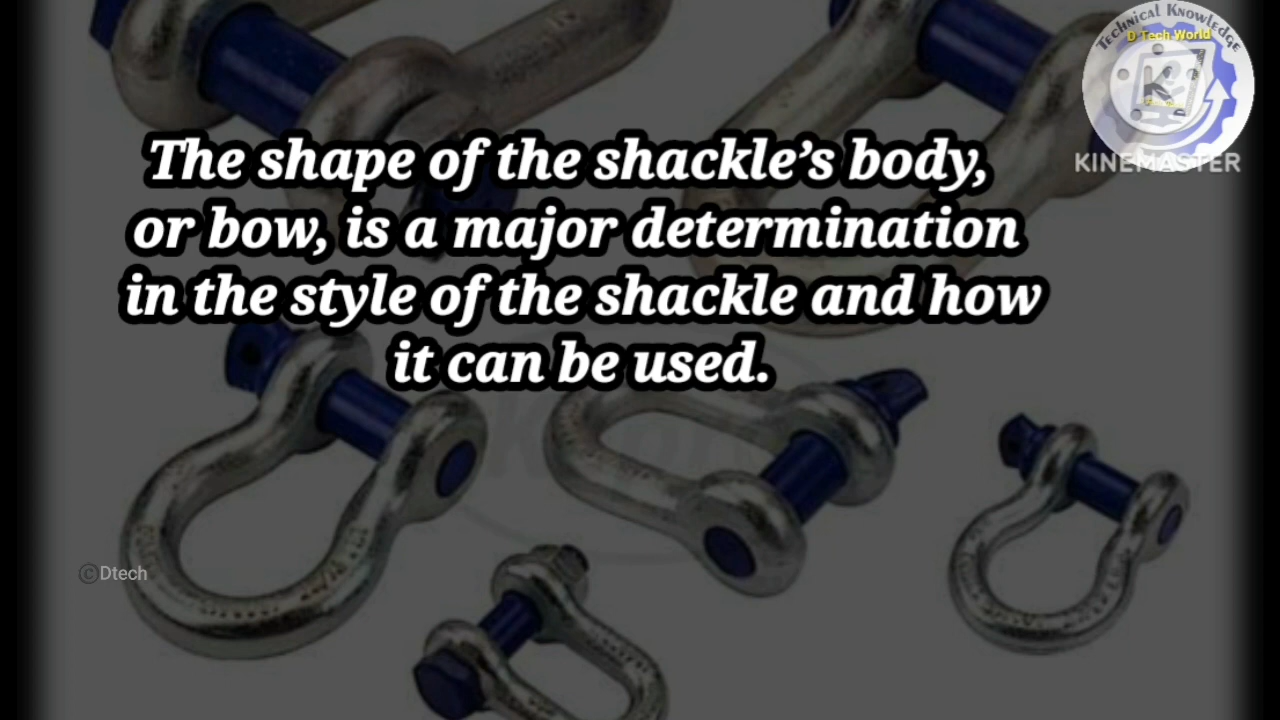 Technical Knowledge
D Tech World
KINEMASTER
The shape of the shackle’s body,
or bow, is a major determination
in the style of the shackle and how
it can be used.
©Dtech